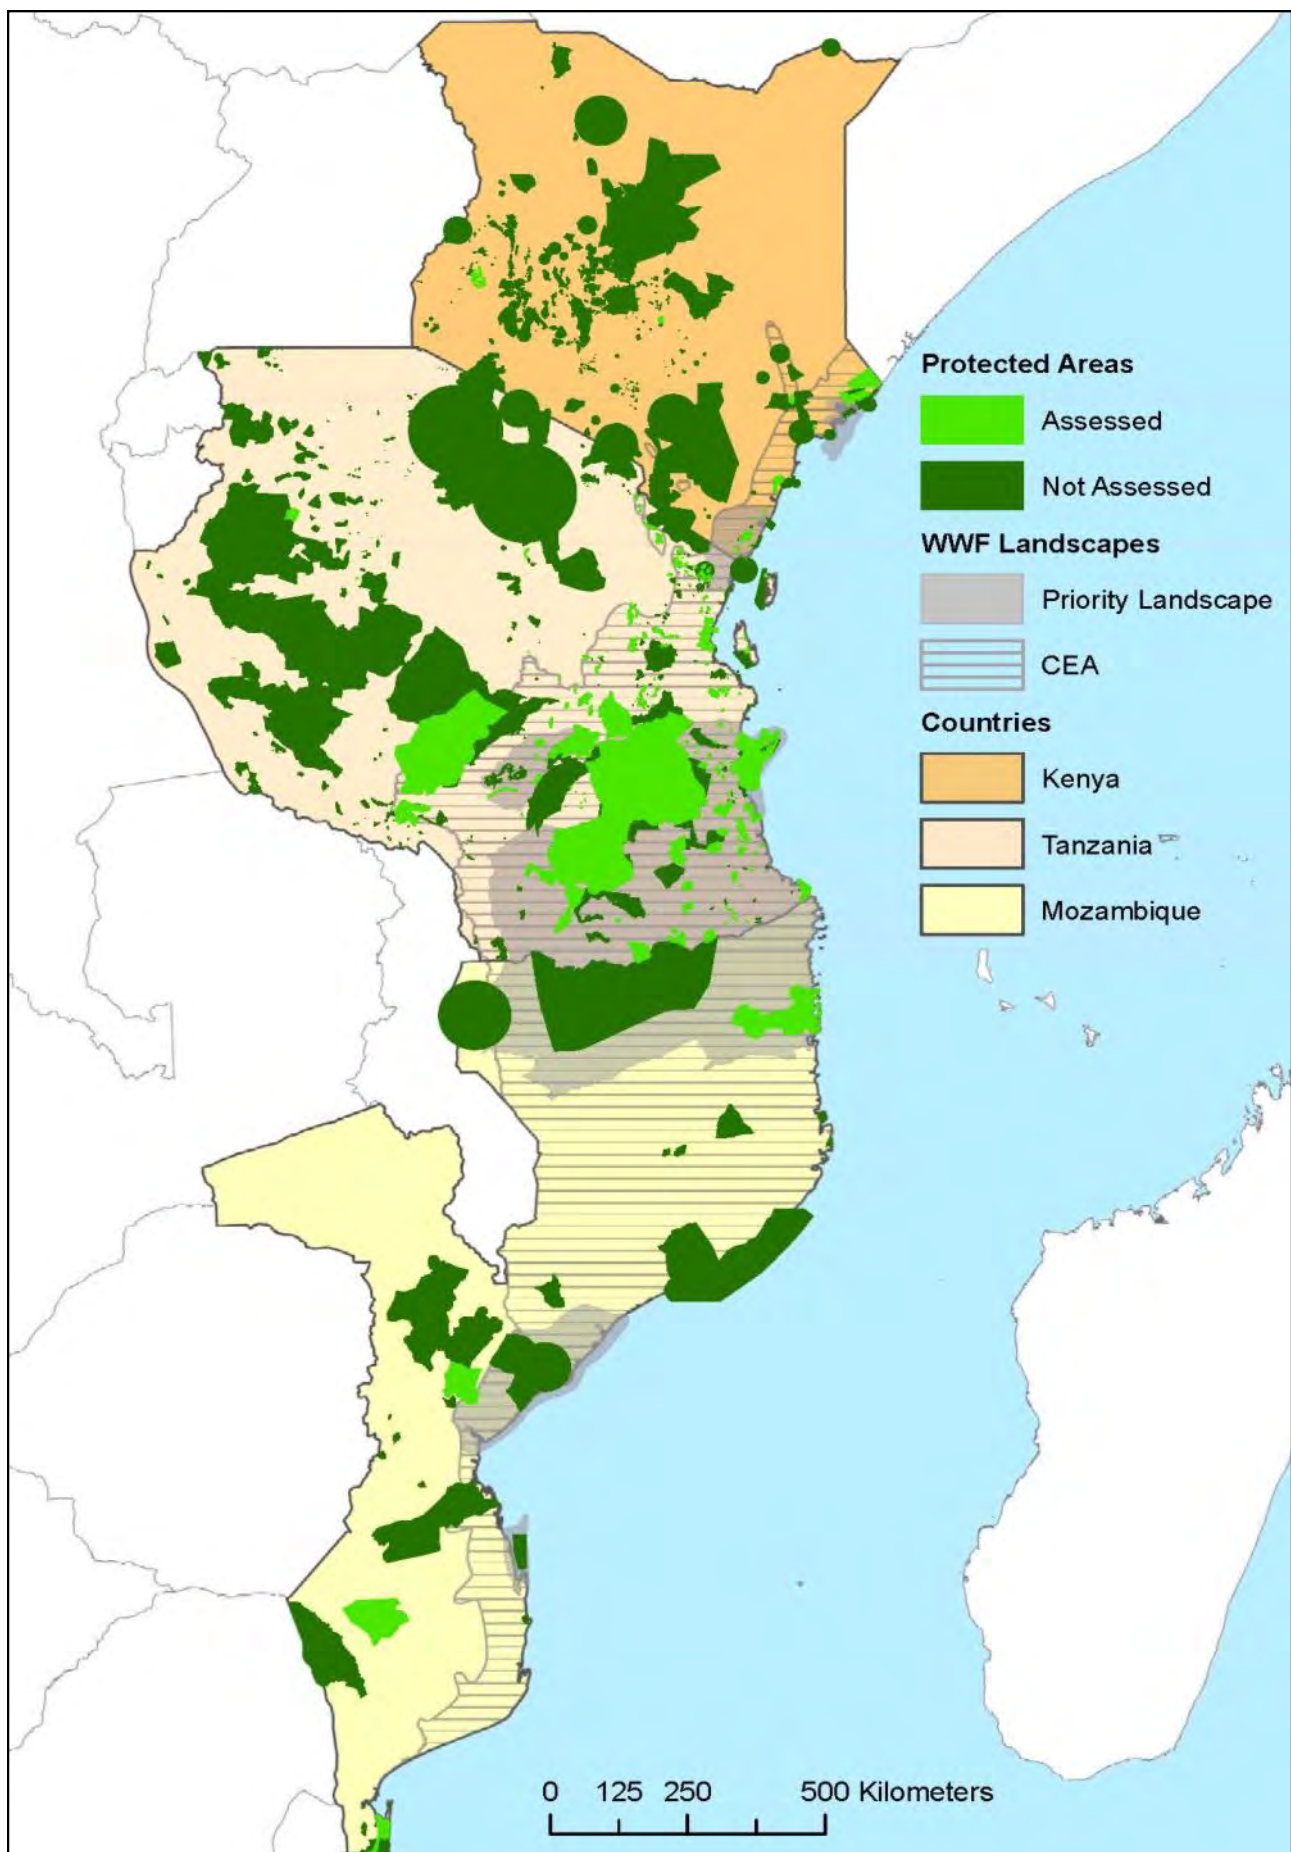 Protected Areas
Assessed
Not Assessed
WWF Landscapes
Priority Landscape
CEA
Countries
Kenya
Tanzania
Mozambique
0 125 250 500 Kilometers